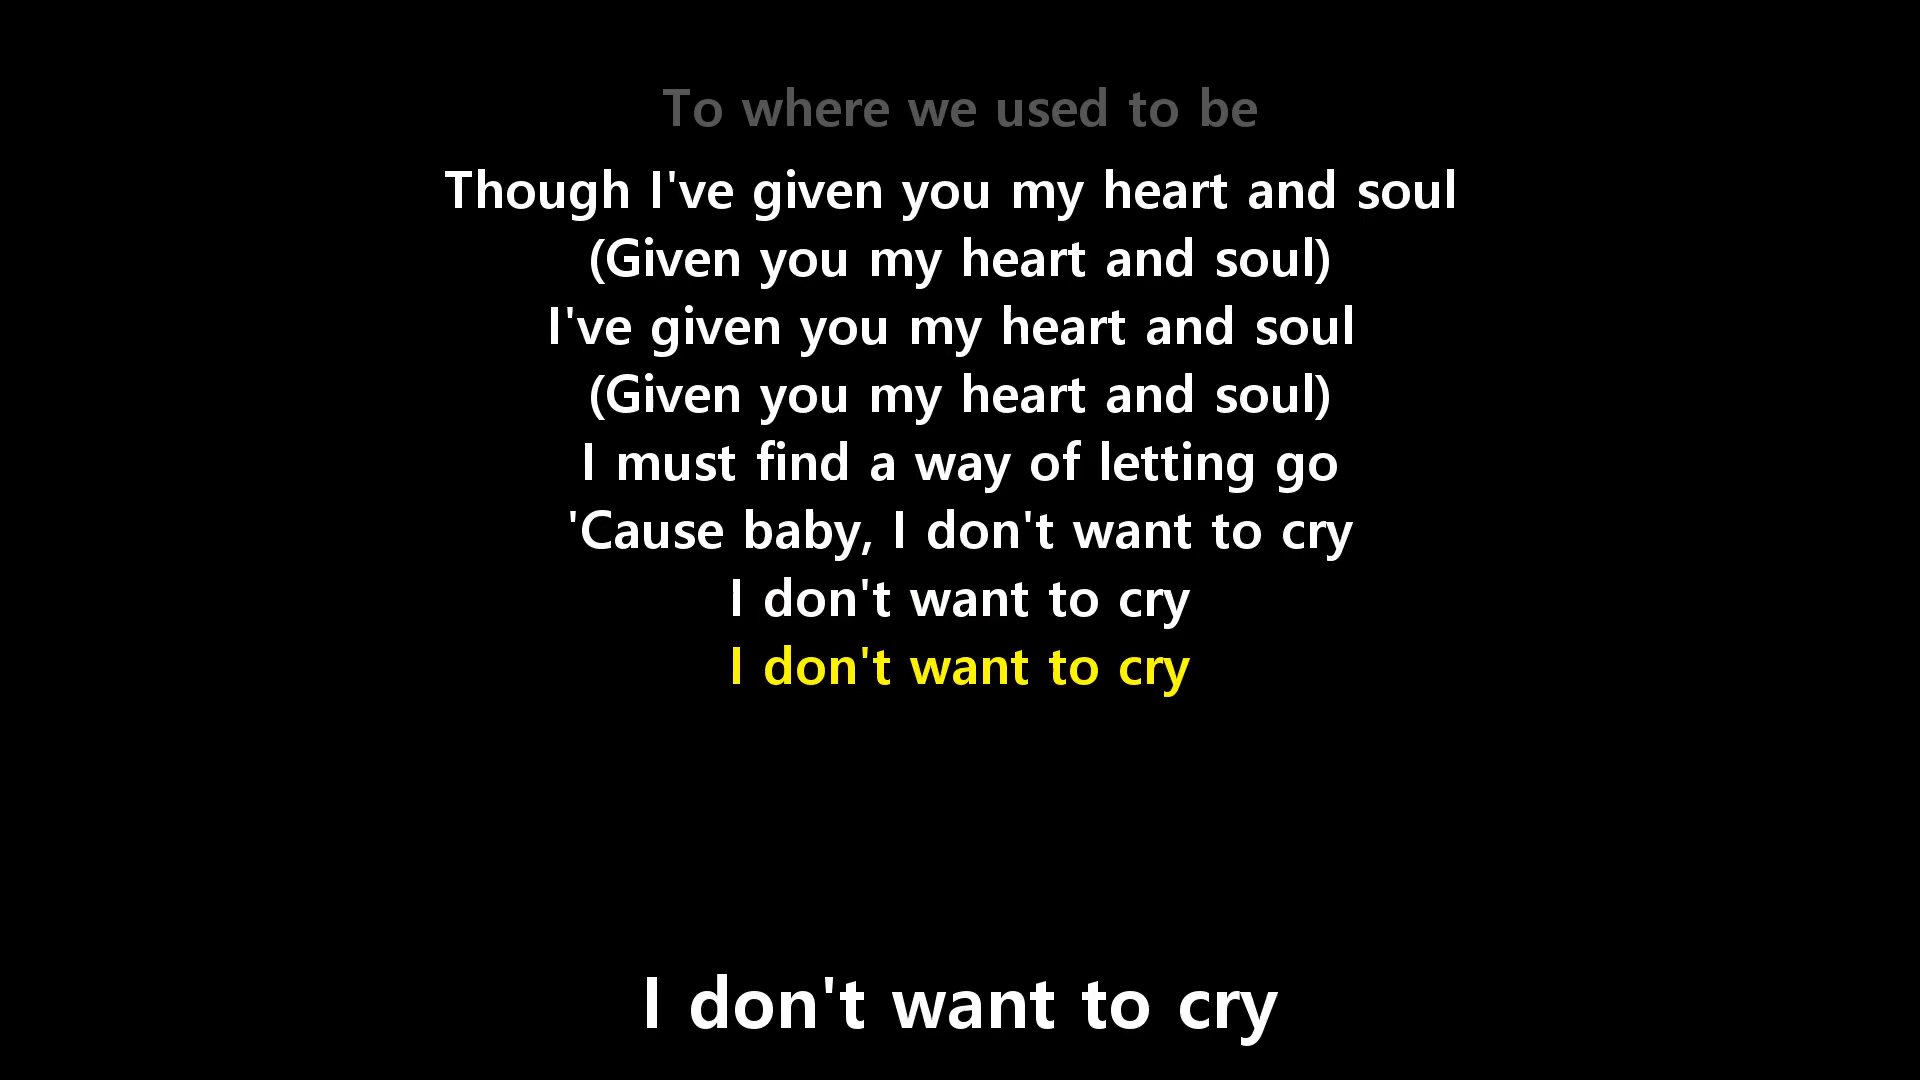 To where we used to be
Though I've given you my heart and soul
(Given you my heart and soul)
I've given you my heart and soul
(Given you my heart and soul)
I must find a way of letting go
'Cause baby, I don't want to cry
I don't want to cry
I don't want to cry
I don't want to cry